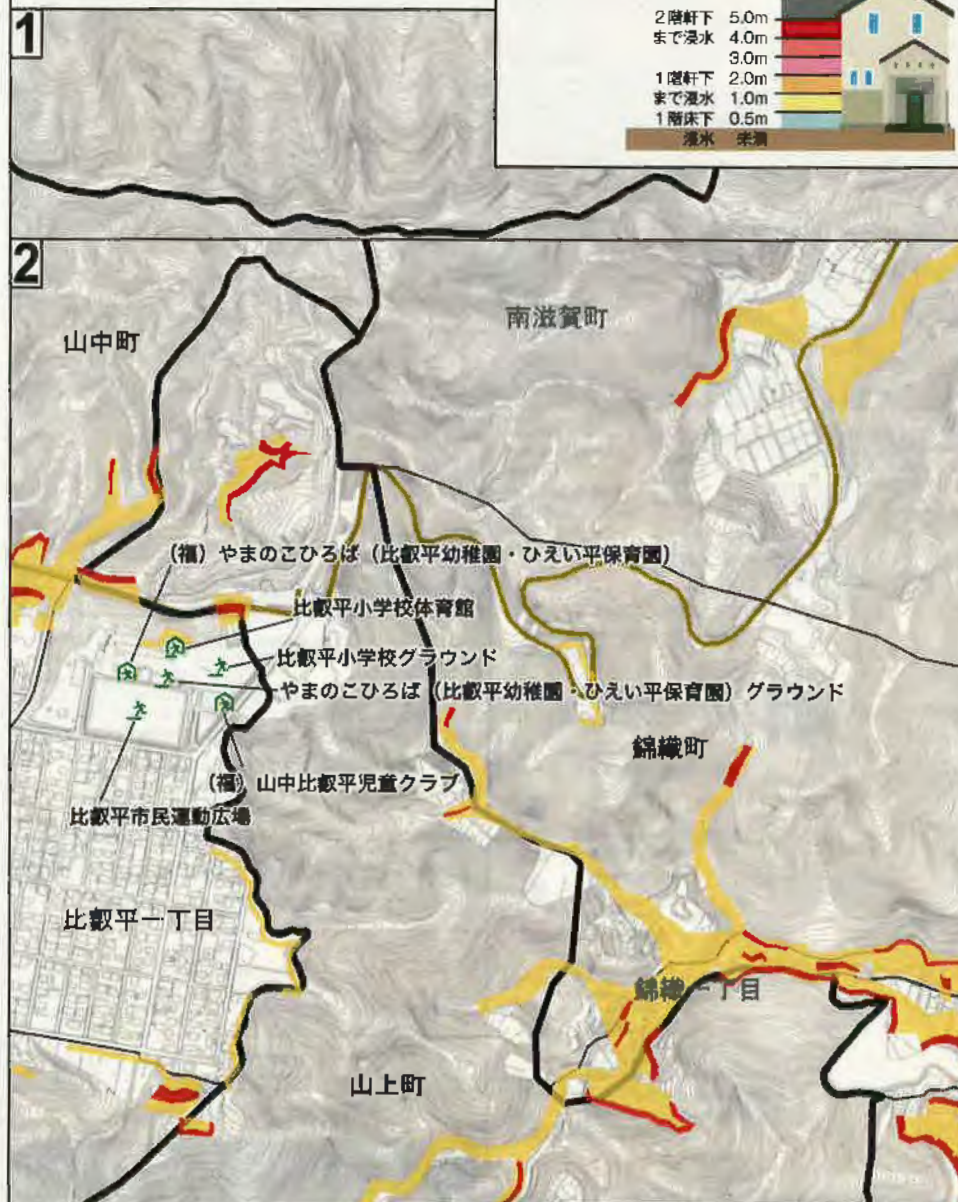 1
2階軒下 5.0m
まで浸水 4.0m
3.0m
1階軒下 2.0m
まで浸水 1.0m
1階床下 0.5m
浸水 未満
2
山中町
南滋賀町
(福) やまのこひろば (比叡平幼稚園・ひえい平保育園)
比叡平小学校体育館
比叡平小学校グラウンド
やまのこひろば (比叡平幼稚園・ひえい平保育園) グラウンド
錦織町
(福) 山中比叡平児童クラブ
比叡平市民運動広場
比叡平一丁目
錦織一丁目
山上町